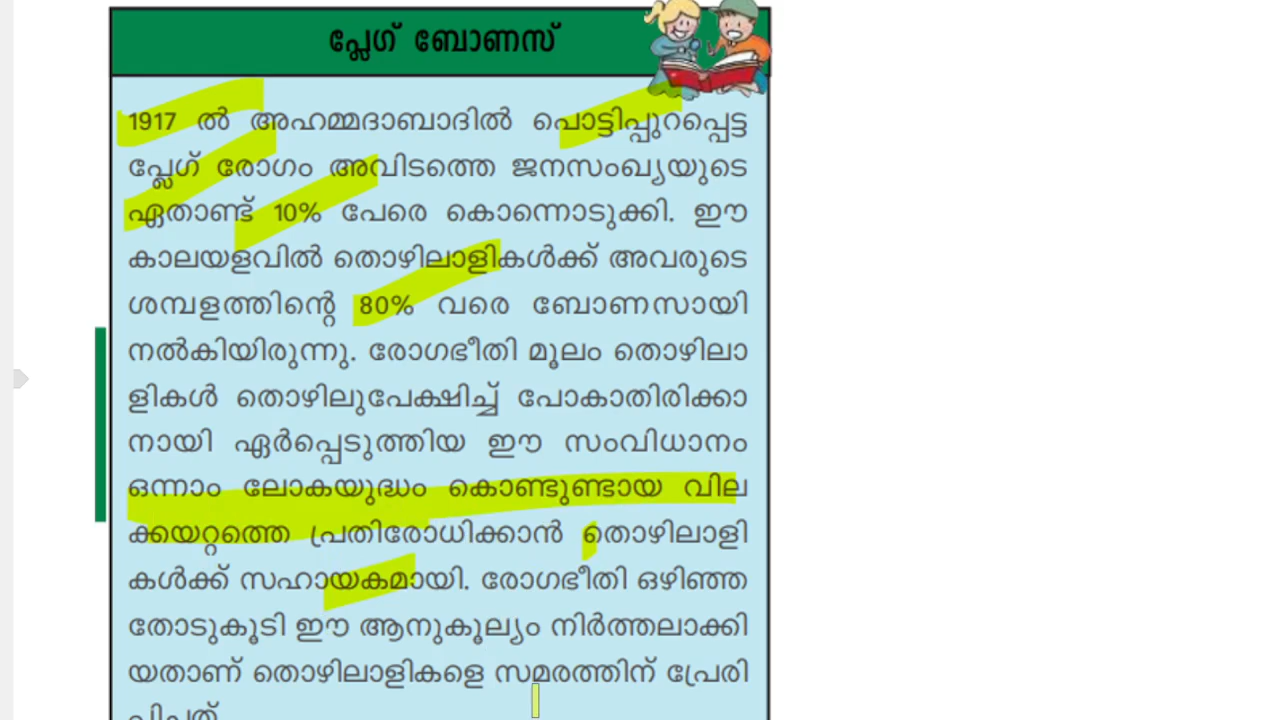 പ്ലേഗ് ബോണസ്
1917 ൽ അഹമ്മദാബാദിൽ പൊട്ടിപ്പുറപ്പെട്ട
പ്ലേഗ് രോഗം അവിടത്തെ ജനസംഖ്യയുടെ
ഏതാണ്ട് 10% പേരെ കൊന്നൊടുക്കി. ഈ
കാലയളവിൽ തൊഴിലാളികൾക്ക് അവരുടെ
ശമ്പളത്തിന്റെ 80% വരെ ബോണസായി
നൽകിയിരുന്നു. രോഗഭീതി മൂലം തൊഴിലാ
ളികൾ തൊഴിലുപേക്ഷിച്ച് പോകാതിരിക്കാ
നായി ഏർപ്പെടുത്തിയ ഈ സംവിധാനം
ഒന്നാം ലോകയുദ്ധം കൊണ്ടുണ്ടായ വില
ക്കയറ്റത്തെ പ്രതിരോധിക്കാൻ തൊഴിലാളി
കൾക്ക് സഹായകമായി. രോഗഭീതി ഒഴിഞ്ഞ
തോടുകൂടി ഈ ആനുകൂല്യം നിർത്തലാക്കി
യതാണ് തൊഴിലാളികളെ സമരത്തിന് പ്രേരി
പ്പിച്ചത്